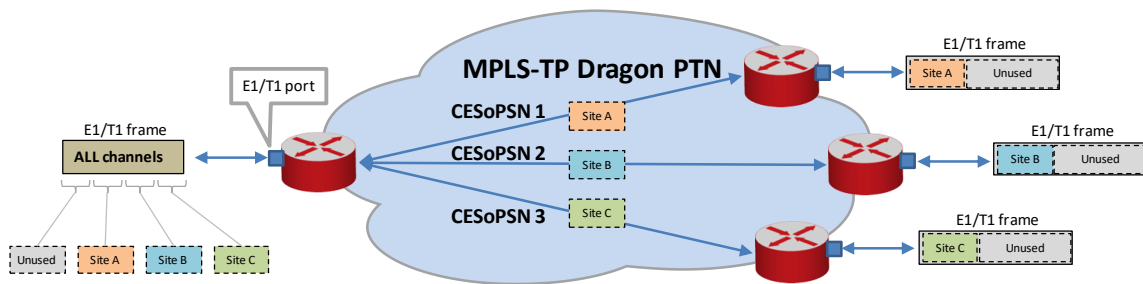 MPLS-TP Dragon PTN
E1/T1 port
E1/T1 frame
ALL channels
Unused
Site A
Site B
Site C
CESoPSN 1
Site A
CESoPSN 2
Site B
CESoPSN 3
Site C
E1/T1 frame
Site A Unused
E1/T1 frame
Site B Unused
E1/T1 frame
Site C Unused